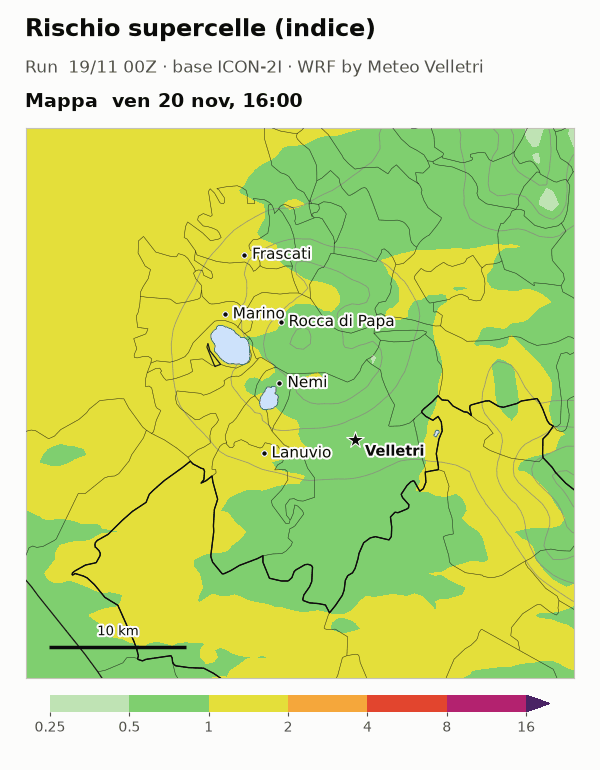 Rischio supercelle (indice)
Run  19/11 00Z · base ICON-2I · WRF by Meteo Velletri
Mappa  ven 20 nov, 16:00
Frascati
Marino
Rocca di Papa
Nemi
Velletri
Lanuvio
10 km
0.25 0.5 1 2 4 8 16